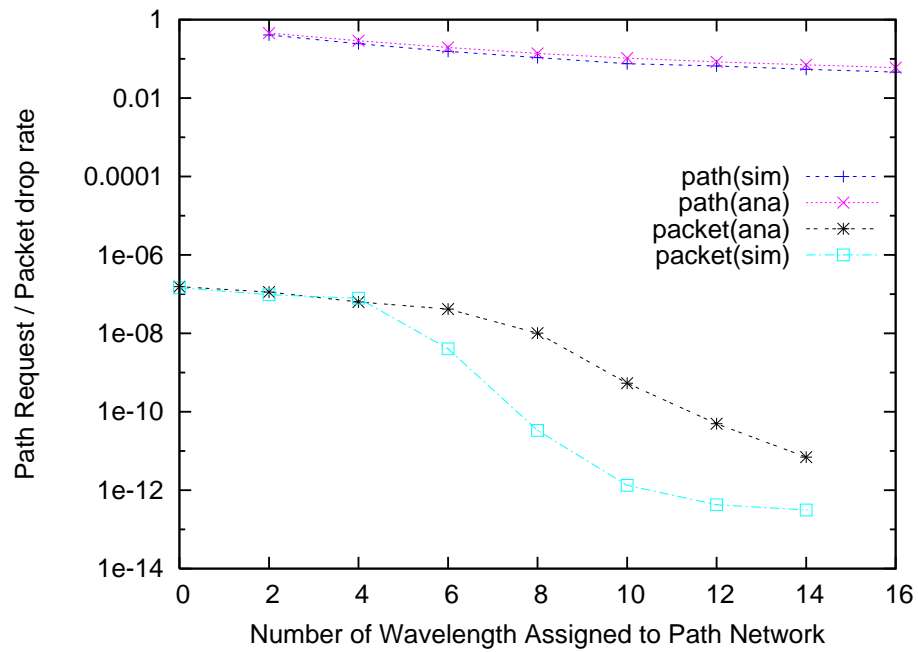 1
0.01
0.0001
1e-06
1e-08
1e-10
1e-12
1e-14
Path Request / Packet drop rate
path(sim)
path(ana)
packet(ana)
packet(sim)
0 2 4 6 8 10 12 14 16
Number of Wavelength Assigned to Path Network